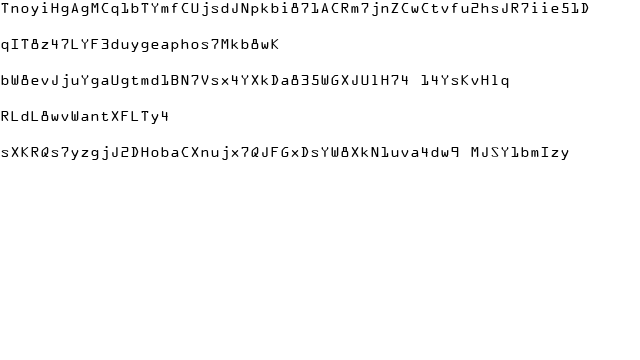 TnoyiHgAgMCq1bTYmfCUjsdJNpkbi871ACRm7jnZCwCtvfu2hsJR7iie51D
qIT8z47LYF3duygeaphos7Mkb8wK
bW8evJjuYgaUgtmd1BN7Vsx4YXkDa835WGXJU1H74 14YsKvH1q
RLdL8wvWantXFLTy4
sXKRQs7yzgjJ2DHobaCXnujx7QJFGxDsYW8XkN1uva4dw9 MJSY1bmIzy